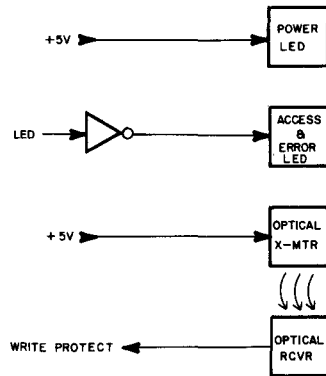 +5V
POWER
LED
LED
ACCESS
&
ERROR
LED
+5V
OPTICAL
X-MTR
WRITE PROTECT
OPTICAL
RCVR